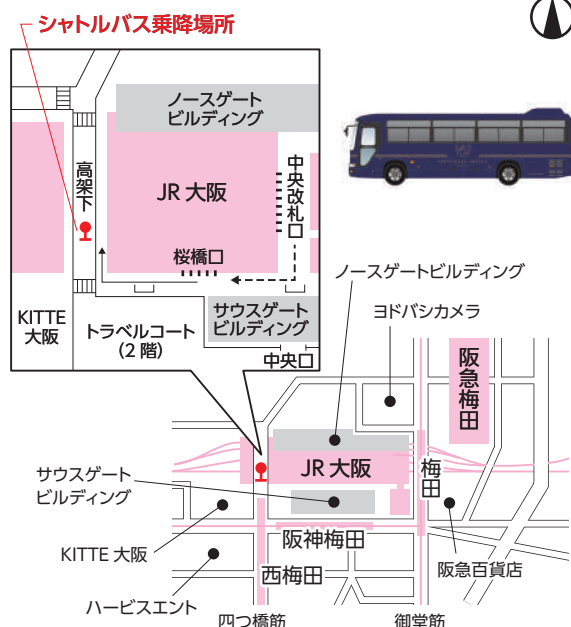 シャトルバス乗降場所
ノースゲート
ビルディング
高架下
JR 大阪
中央改札口
桜橋口
KITTE
大阪
トラベルコート
（2 階）
サウスゲート
ビルディング
中央口
ノースゲートビルディング
ヨドバシカメラ
阪急梅田
JR 大阪
梅田
サウスゲート
ビルディング
阪神梅田
KITTE 大阪
西梅田
阪急百貨店
ハービスエント
四つ橋筋
御堂筋